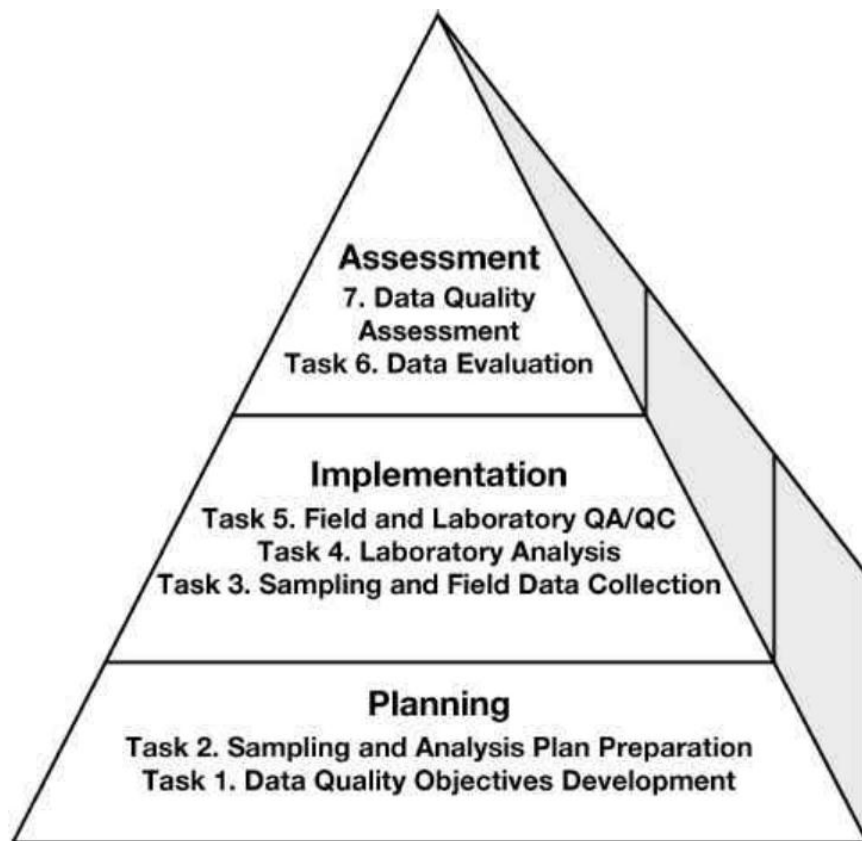 Assessment
7. Data Quality
Assessment
Task 6. Data Evaluation
Implementation
Task 5. Field and Laboratory QA/QC
Task 4. Laboratory Analysis
Task 3. Sampling and Field Data Collection
Planning
Task 2. Sampling and Analysis Plan Preparation
Task 1. Data Quality Objectives Development